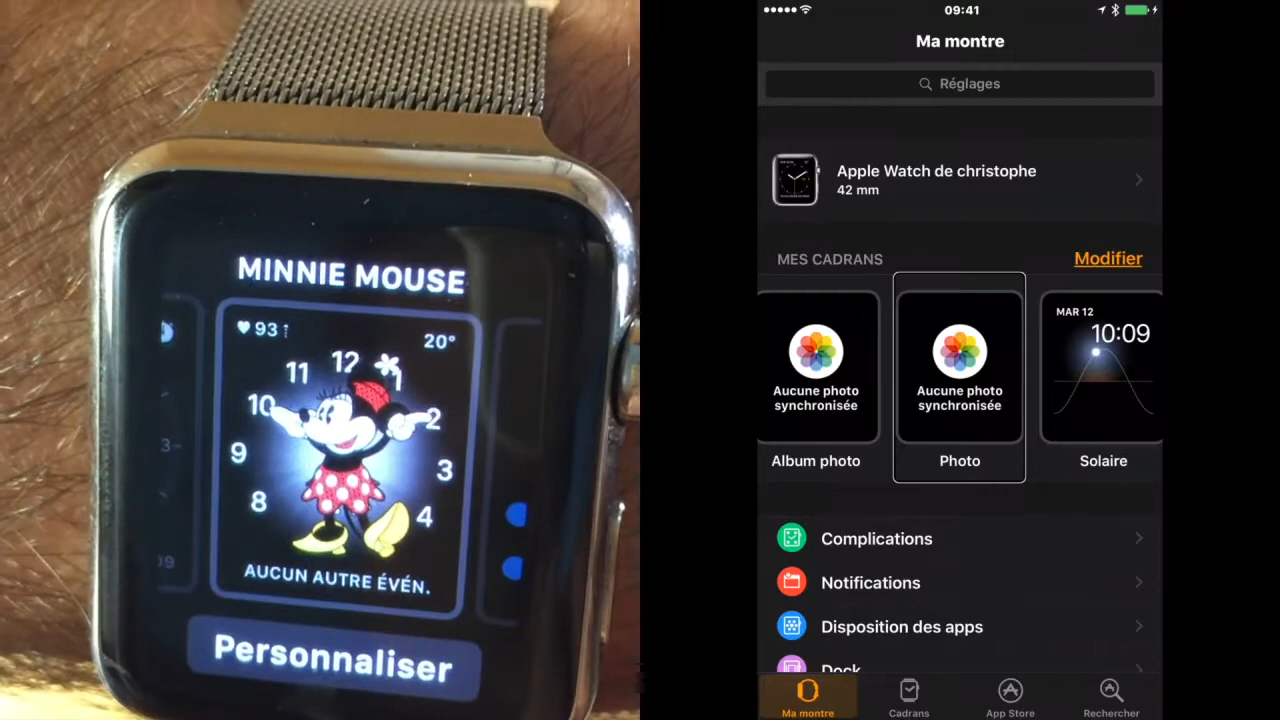 MINNIE MOUSE
93
20°
12
11
1
10
2
9
3
8
4
AUCUN AUTRE ÉVÉN.
Personnaliser
09:41
Ma montre
Réglages
Apple Watch de christophe
42 mm
MES CADRANS
Modifier
Aucune photo
synchronisée
Album photo
Aucune photo
synchronisée
Photo
MAR 12
10:09
Solaire
Complications
Notifications
Disposition des apps
Dock
Ma montre
Cadrans
App Store
Rechercher